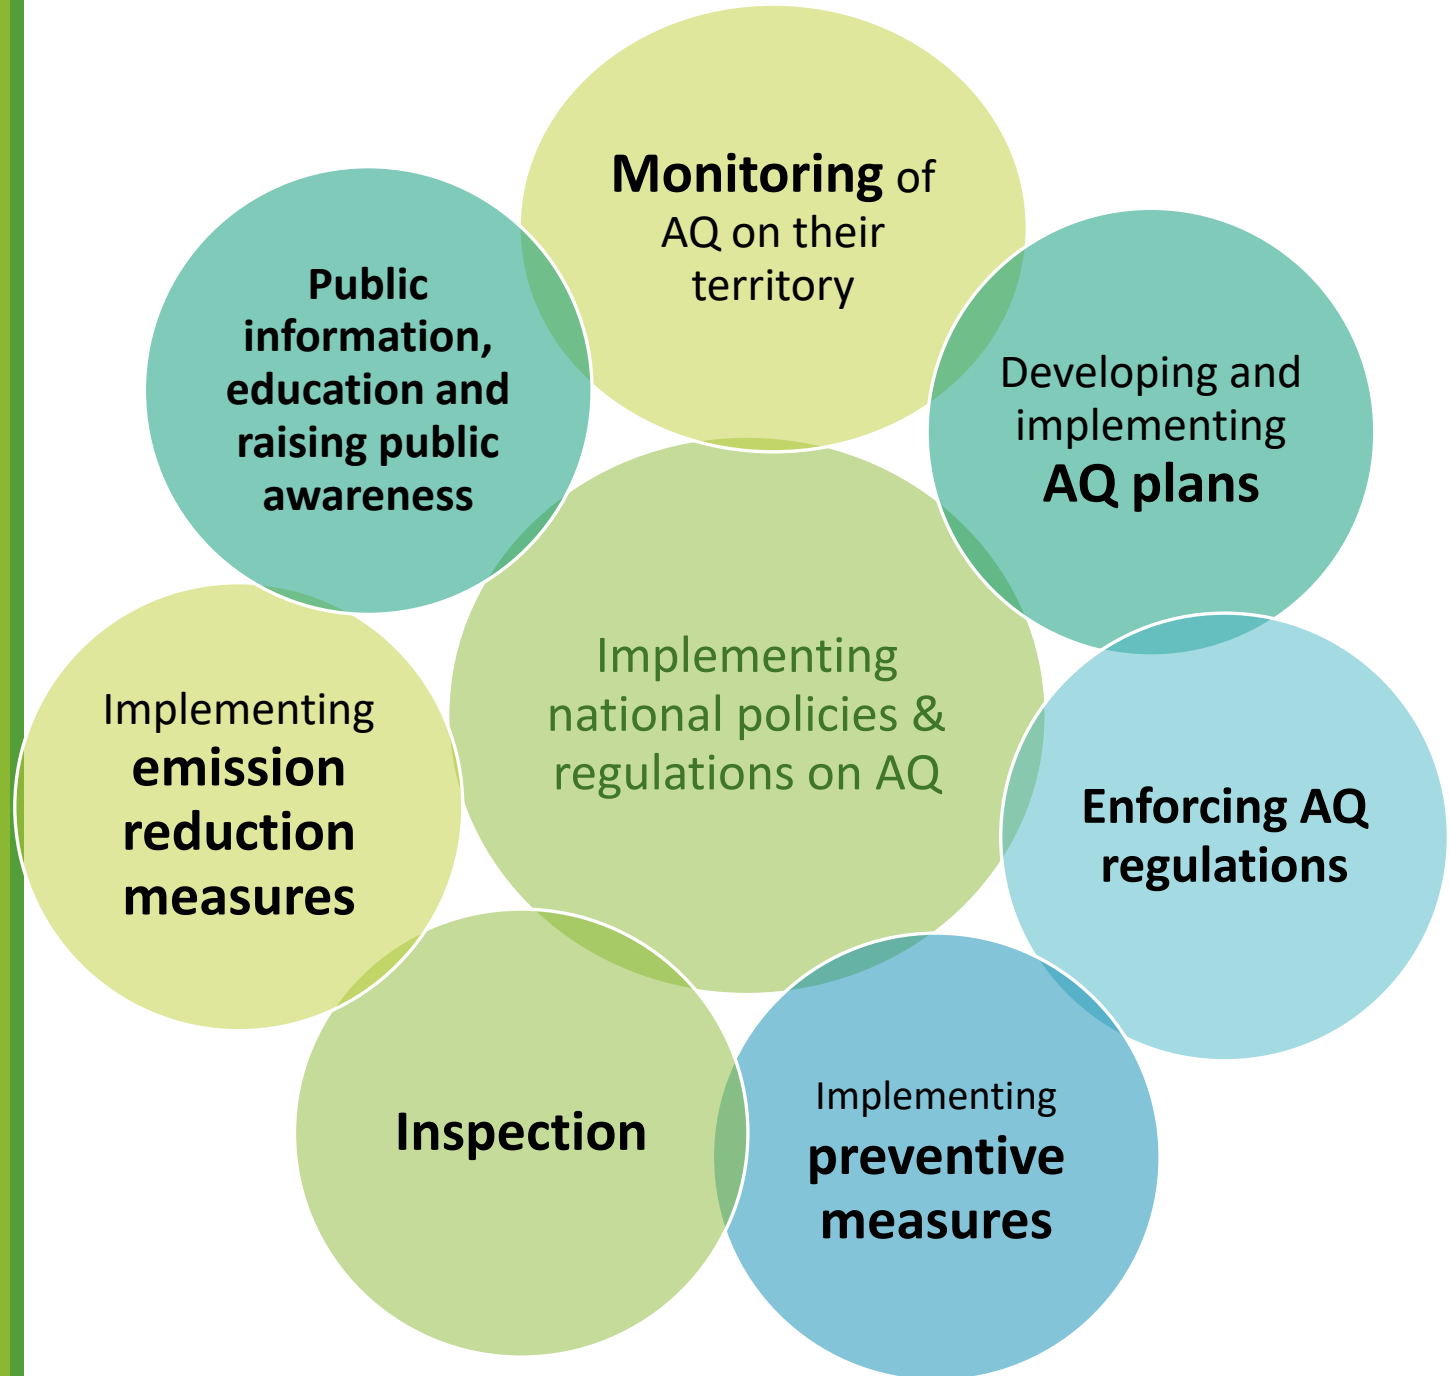 Monitoring of
AQ on their
territory
Developing and
implementing
AQ plans
Enforcing AQ
regulations
Implementing
preventive
measures
Inspection
Implementing
emission
reduction
measures
Public
information,
education and
raising public
awareness
Implementing
national policies &
regulations on AQ